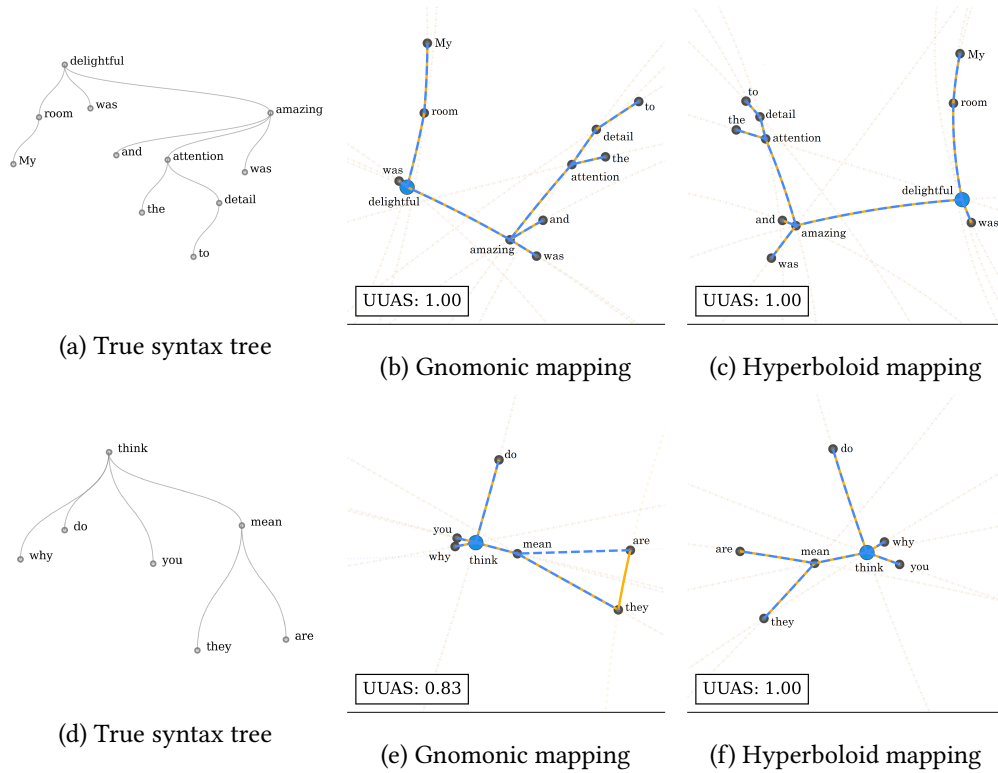 delightful
room
was
My
amazing
and
attention
was
the
detail
to
(a) True syntax tree
My
room
to
detail
the
attention
was
delightful
and
amazing
was
UUAS: 1.00
(b) Gnomonic mapping
My
to
detail
the
attention
room
delightful
and
amazing
was
was
UUAS: 1.00
(c) Hyperboloid mapping
think
do
why
you
mean
they
are
(d) True syntax tree
do
you
why
think
mean
are
they
UUAS: 0.83
(e) Gnomonic mapping
do
are
mean
why
think
you
they
UUAS: 1.00
(f) Hyperboloid mapping